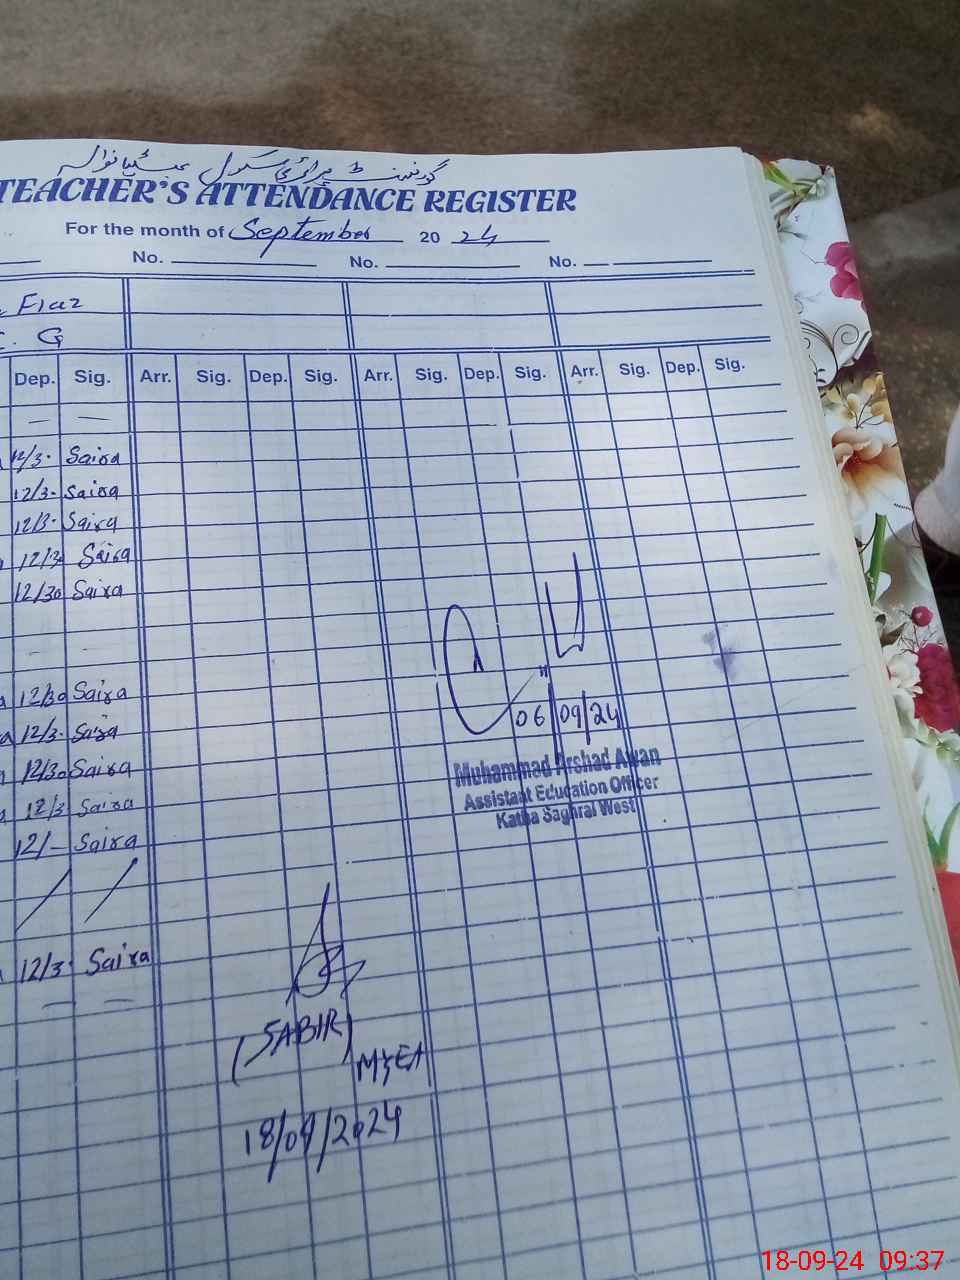 گورنمنٹ پرائمری سکول
TEACHER'S ATTENDANCE REGISTER
For the month of September 2024
No. No. No.
Fiaz
G
Dep. Sig. Arr. Sig. Dep. Sig. Arr. Sig. Dep. Sig. Arr. Sig. Dep. Sig.
— —
12/3. Saira
12/3. Saira
12/3. Saira
12/30 Saira
12/30 Saira
12/30 Saira
12/3. Saira
12/30 Saira
12/3 Saira
12/- Saira
12/3. Saira
— —
06/09/24
Muhammad Arshad Awan
Assistant Education Officer
Katha Saghral West
(SABIR)
M&EA
18/09/2024
18-09-24 09:37